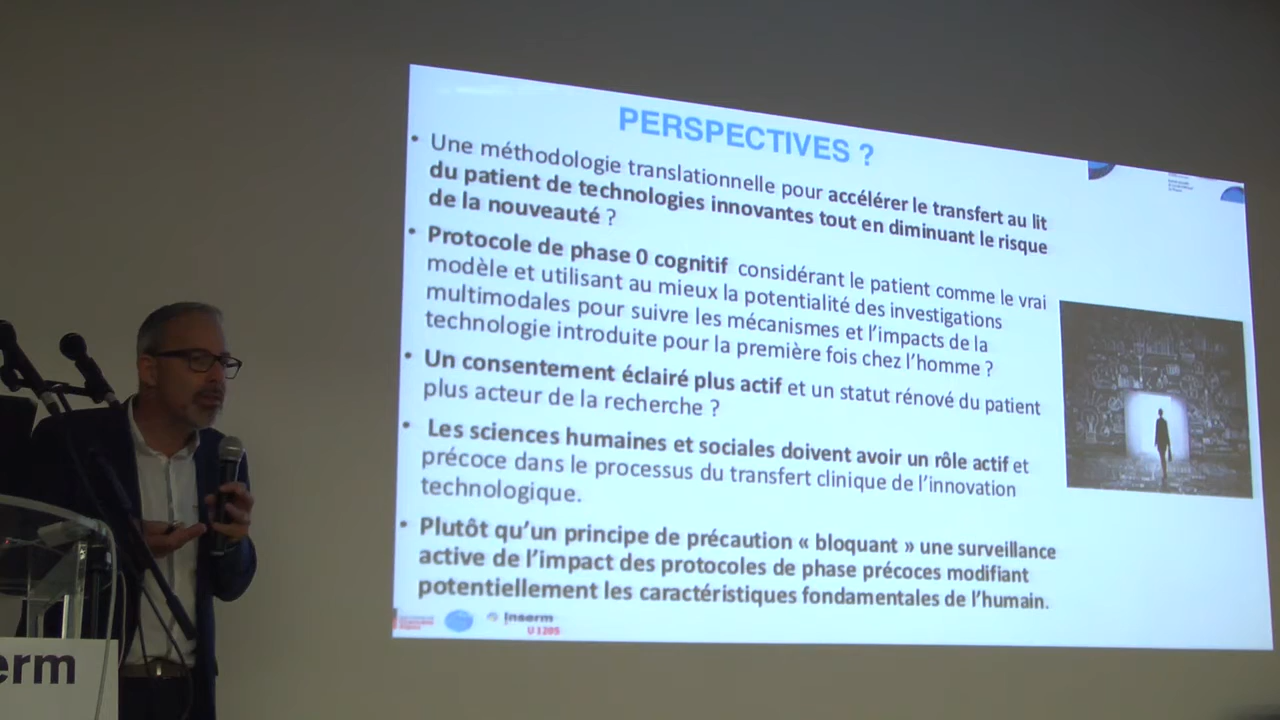 PERSPECTIVES ?
• Une méthodologie translationnelle pour accélérer le transfert au lit
du patient de technologies innovantes tout en diminuant le risque
de la nouveauté ?
• Protocole de phase 0 cognitif considérant le patient comme le vrai
modèle et utilisant au mieux la potentialité des investigations
multimodales pour suivre les mécanismes et l'impacts de la
technologie introduite pour la première fois chez l'homme ?
• Un consentement éclairé plus actif et un statut rénové du patient
plus acteur de la recherche ?
• Les sciences humaines et sociales doivent avoir un rôle actif et
précoce dans le processus du transfert clinique de l'innovation
technologique.
• Plutôt qu'un principe de précaution « bloquant » une surveillance
active de l'impact des protocoles de phase précoces modifiant
potentiellement les caractéristiques fondamentales de l'humain.
Inserm
U 1205
erm